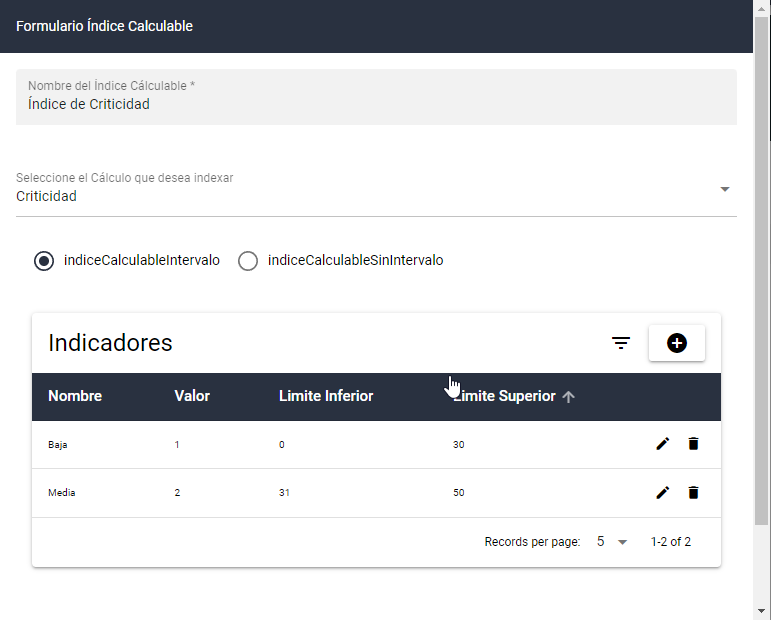 Formulario Índice Calculable
Nombre del Índice Cálculable *
Índice de Criticidad
Seleccione el Cálculo que desea indexar
Criticidad
indiceCalculableIntervalo indiceCalculableSinIntervalo
Indicadores
Nombre Valor Limite Inferior Limite Superior
Baja 1 0 30
Media 2 31 50
Records per page: 5 1-2 of 2